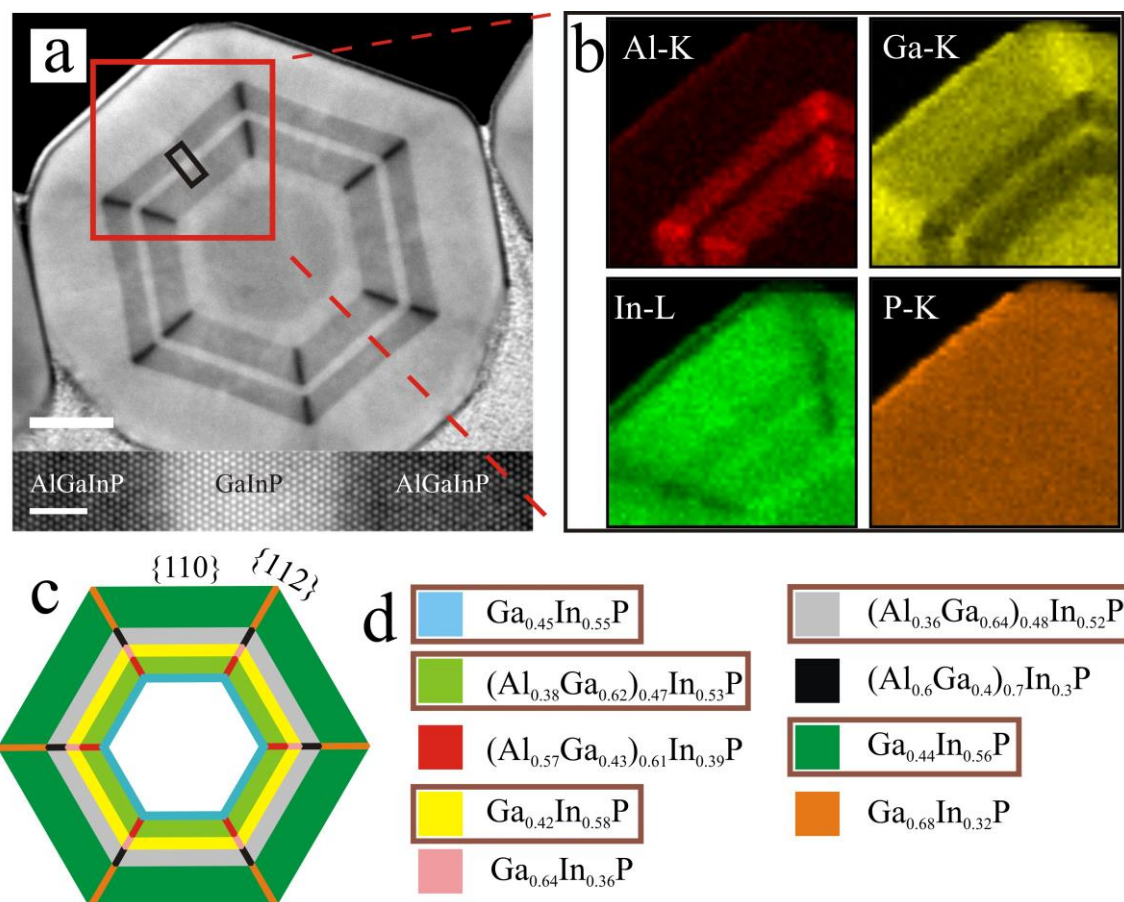 a
AlGaInP GaInP AlGaInP
b
Al-K Ga-K
In-L P-K
c
{110} {112}
d
Ga0.45In0.55P
(Al0.38Ga0.62)0.47In0.53P
(Al0.57Ga0.43)0.61In0.39P
Ga0.42In0.58P
Ga0.64In0.36P
(Al0.36Ga0.64)0.48In0.52P
(Al0.6Ga0.4)0.7In0.3P
Ga0.44In0.56P
Ga0.68In0.32P